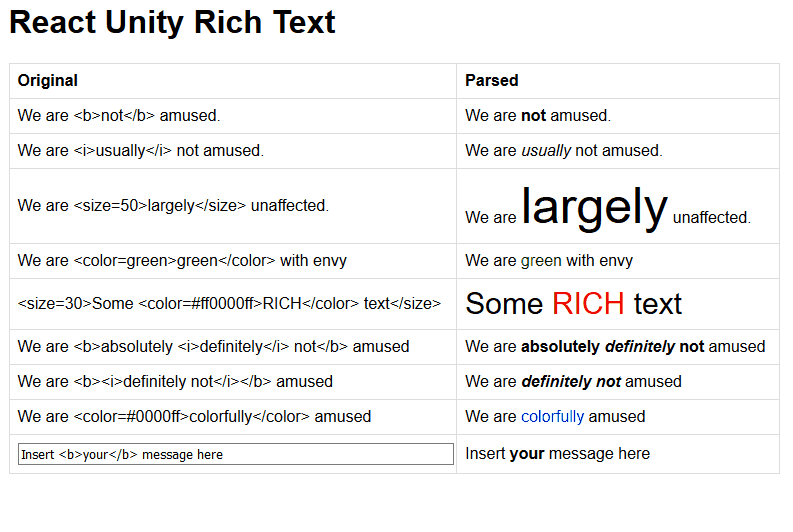 React Unity Rich Text
Original Parsed
We are <b>not</b> amused. We are not amused.
We are <i>usually</i> not amused. We are usually not amused.
We are <size=50>largely</size> unaffected. We are largely unaffected.
We are <color=green>green</color> with envy We are green with envy
<size=30>Some <color=#ff0000ff>RICH</color> text</size> Some RICH text
We are <b>absolutely <i>definitely</i> not</b> amused We are absolutely definitely not amused
We are <b><i>definitely not</i></b> amused We are definitely not amused
We are <color=#0000ff>colorfully</color> amused We are colorfully amused
Insert <b>your</b> message here Insert your message here